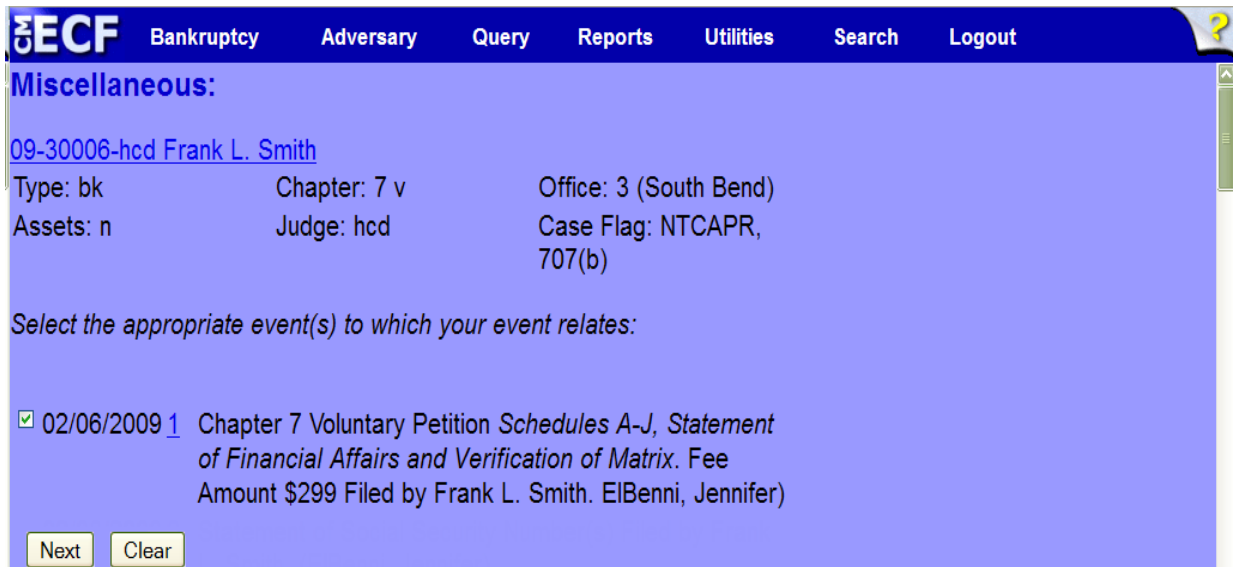 CM ECF Bankruptcy Adversary Query Reports Utilities Search Logout ?
Miscellaneous:
09-30006-hcd Frank L. Smith
Type: bk Chapter: 7 v Office: 3 (South Bend)
Assets: n Judge: hcd Case Flag: NTCAPR,
707(b)
Select the appropriate event(s) to which your event relates:
02/06/2009 1 Chapter 7 Voluntary Petition Schedules A-J, Statement
of Financial Affairs and Verification of Matrix. Fee
Amount $299 Filed by Frank L. Smith. ElBenni, Jennifer)
Next Clear